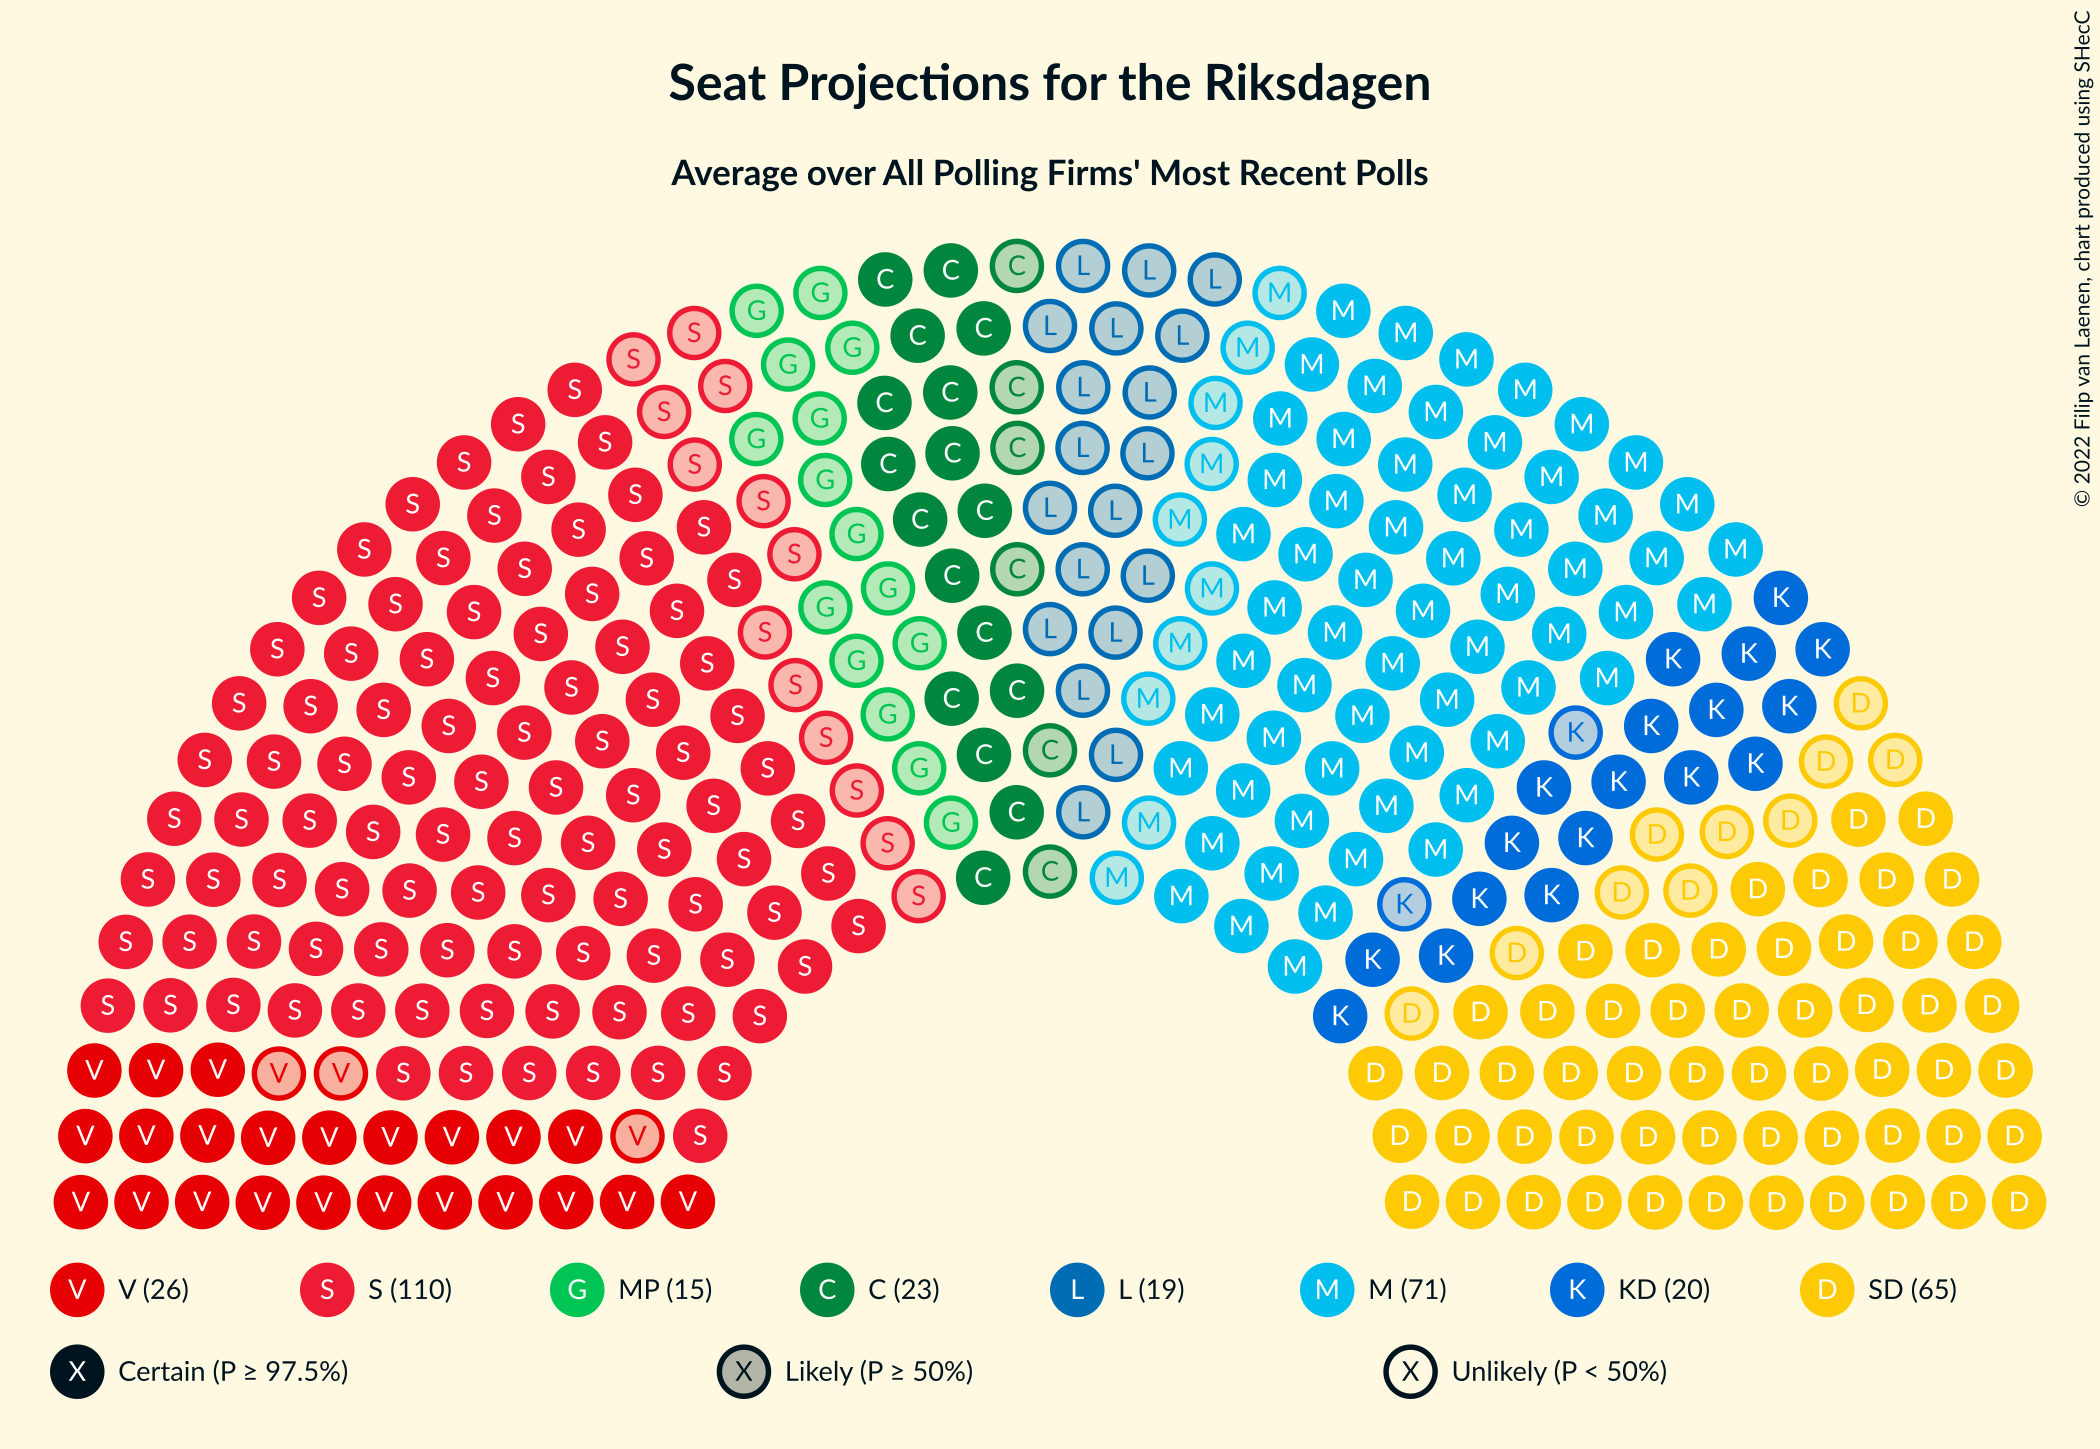 Seat Projections for the Riksdagen
Average over All Polling Firms' Most Recent Polls
© 2022 Filip van Laenen, chart produced using SHecC
V V (26) S S (110) G MP (15) C C (23) L L (19) M M (71) K KD (20) D SD (65)
X Certain (P ≥ 97.5%) X Likely (P ≥ 50%) X Unlikely (P < 50%)